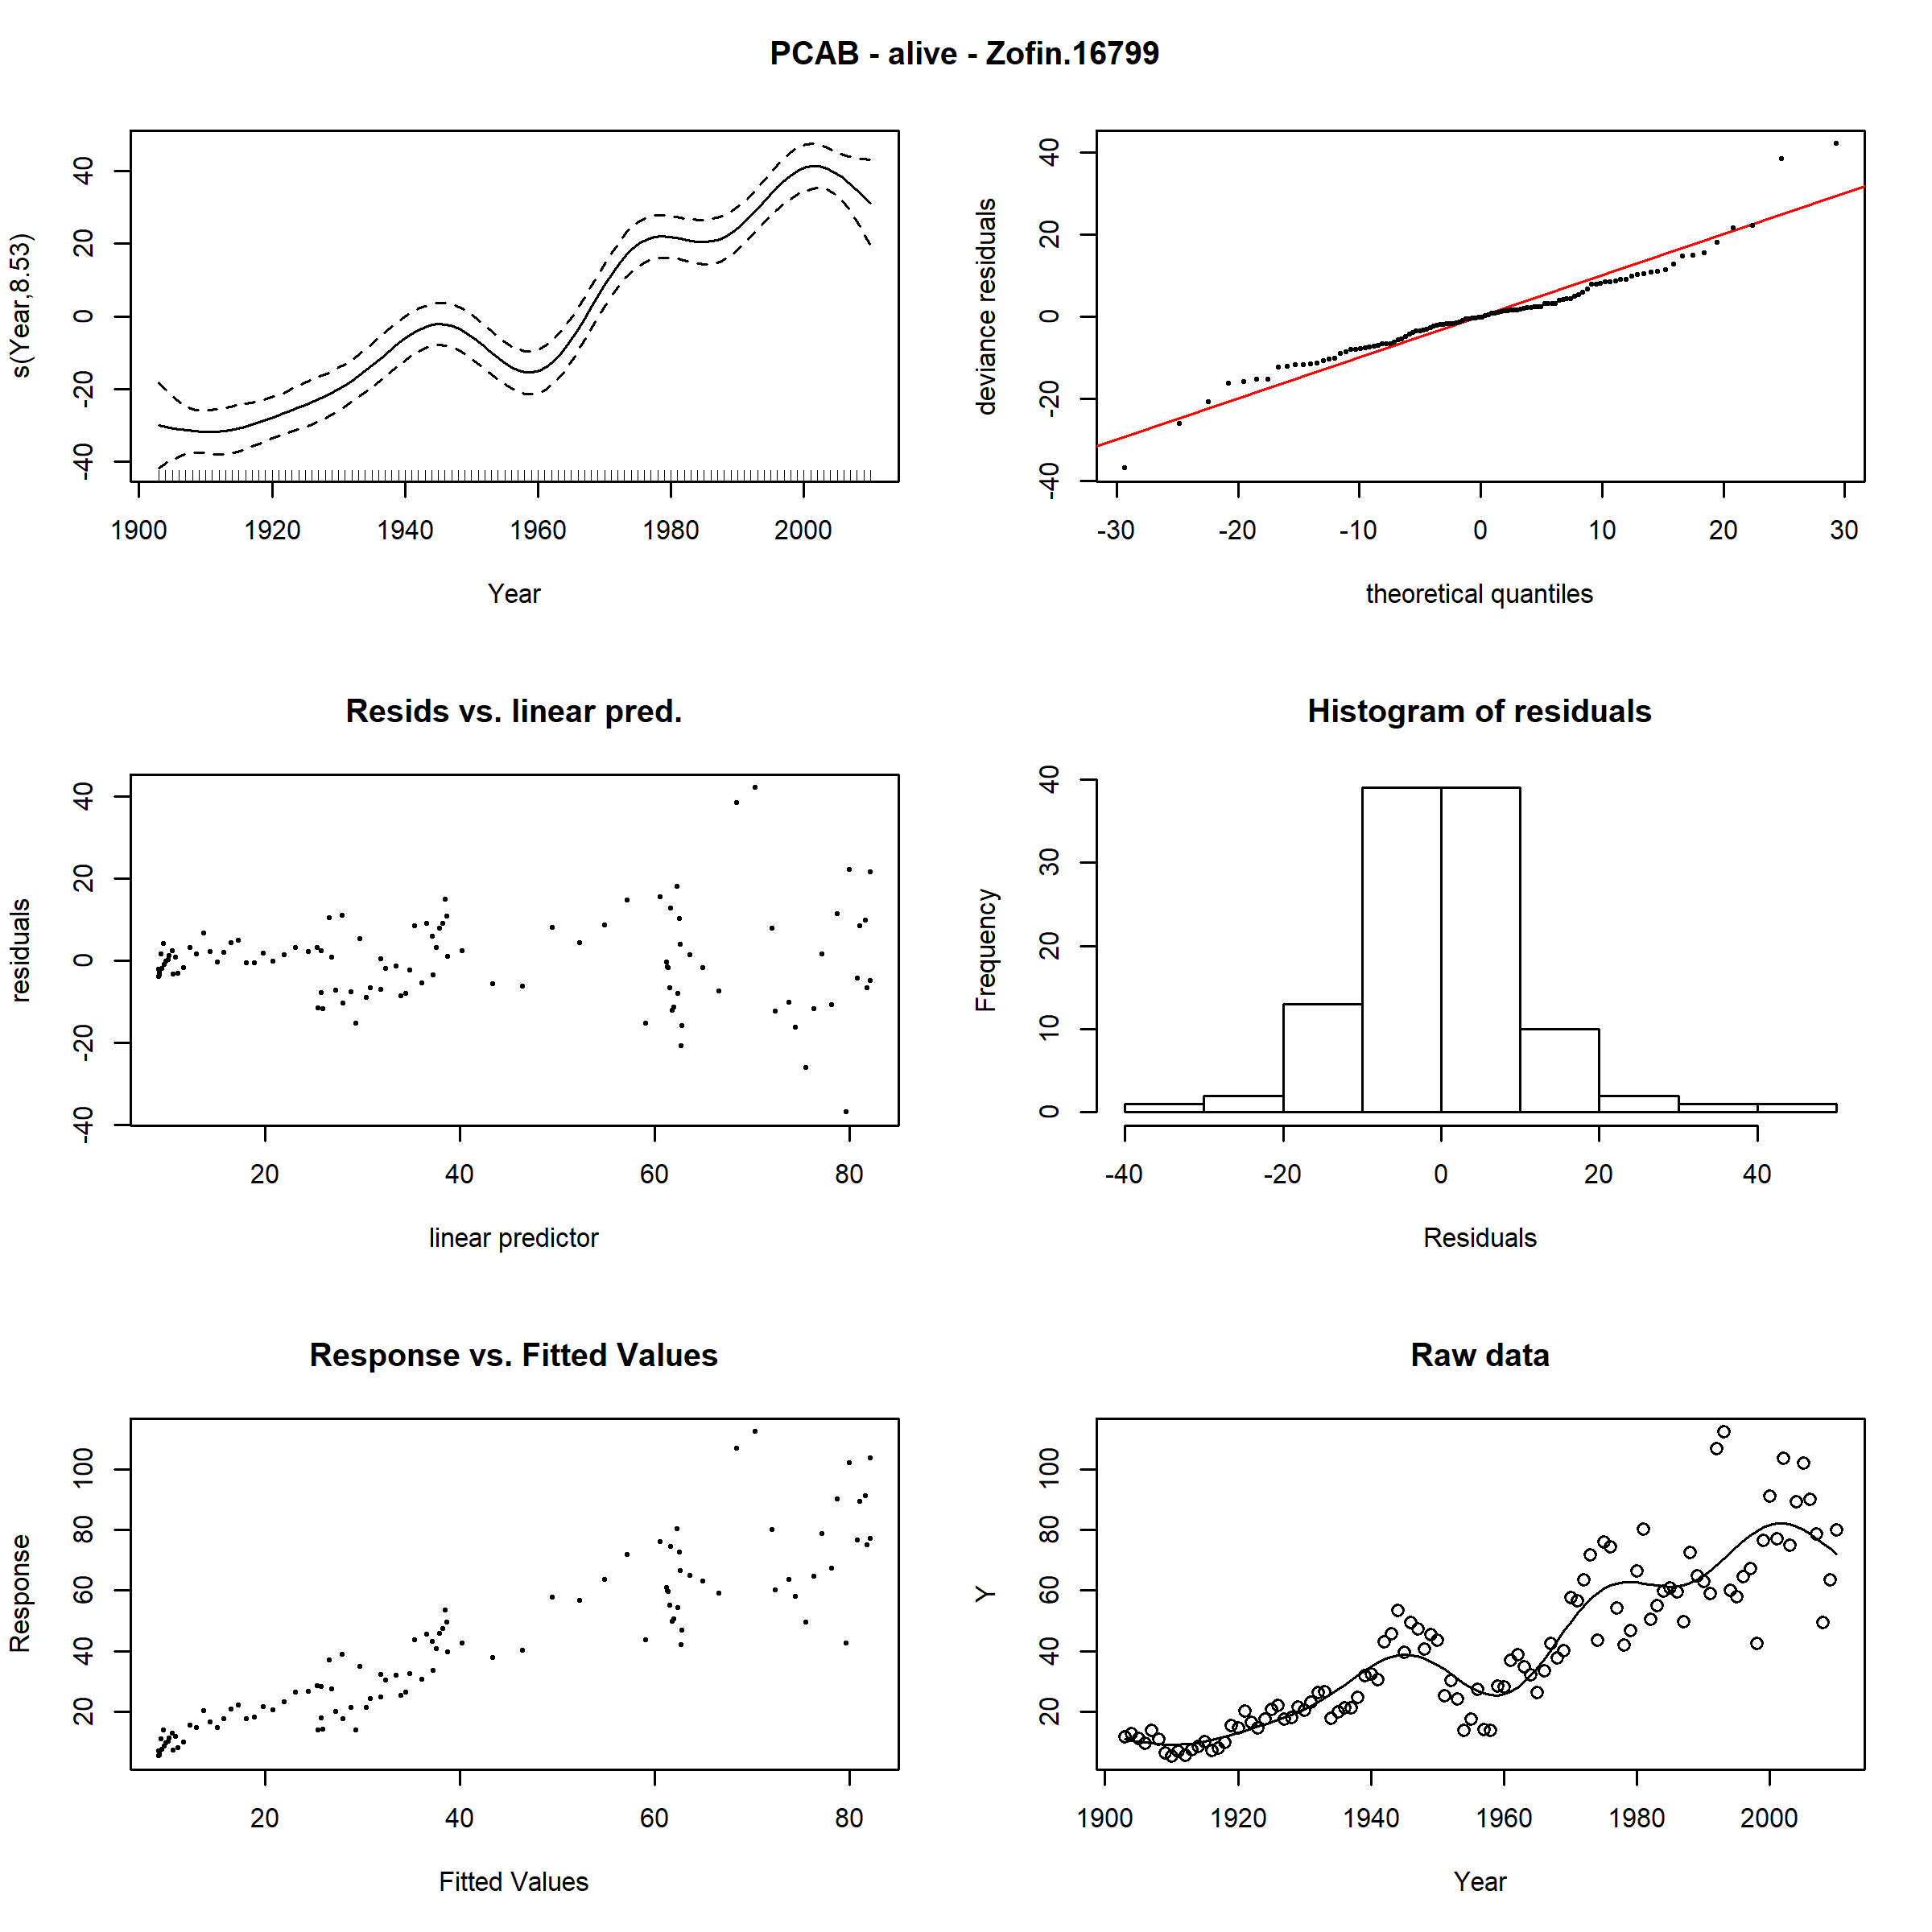 PCAB - alive - Zofin.16799
s(Year,8.53)
-40 -20 0 20 40
1900 1920 1940 1960 1980 2000
Year
deviance residuals
-40 -20 0 20 40
-30 -20 -10 0 10 20 30
theoretical quantiles
Resids vs. linear pred.
residuals
-40 -20 0 20 40
20 40 60 80
linear predictor
Histogram of residuals
Frequency
0 10 20 30 40
-40 -20 0 20 40
Residuals
Response vs. Fitted Values
Response
20 40 60 80 100
20 40 60 80
Fitted Values
Raw data
Y
20 40 60 80 100
1900 1920 1940 1960 1980 2000
Year